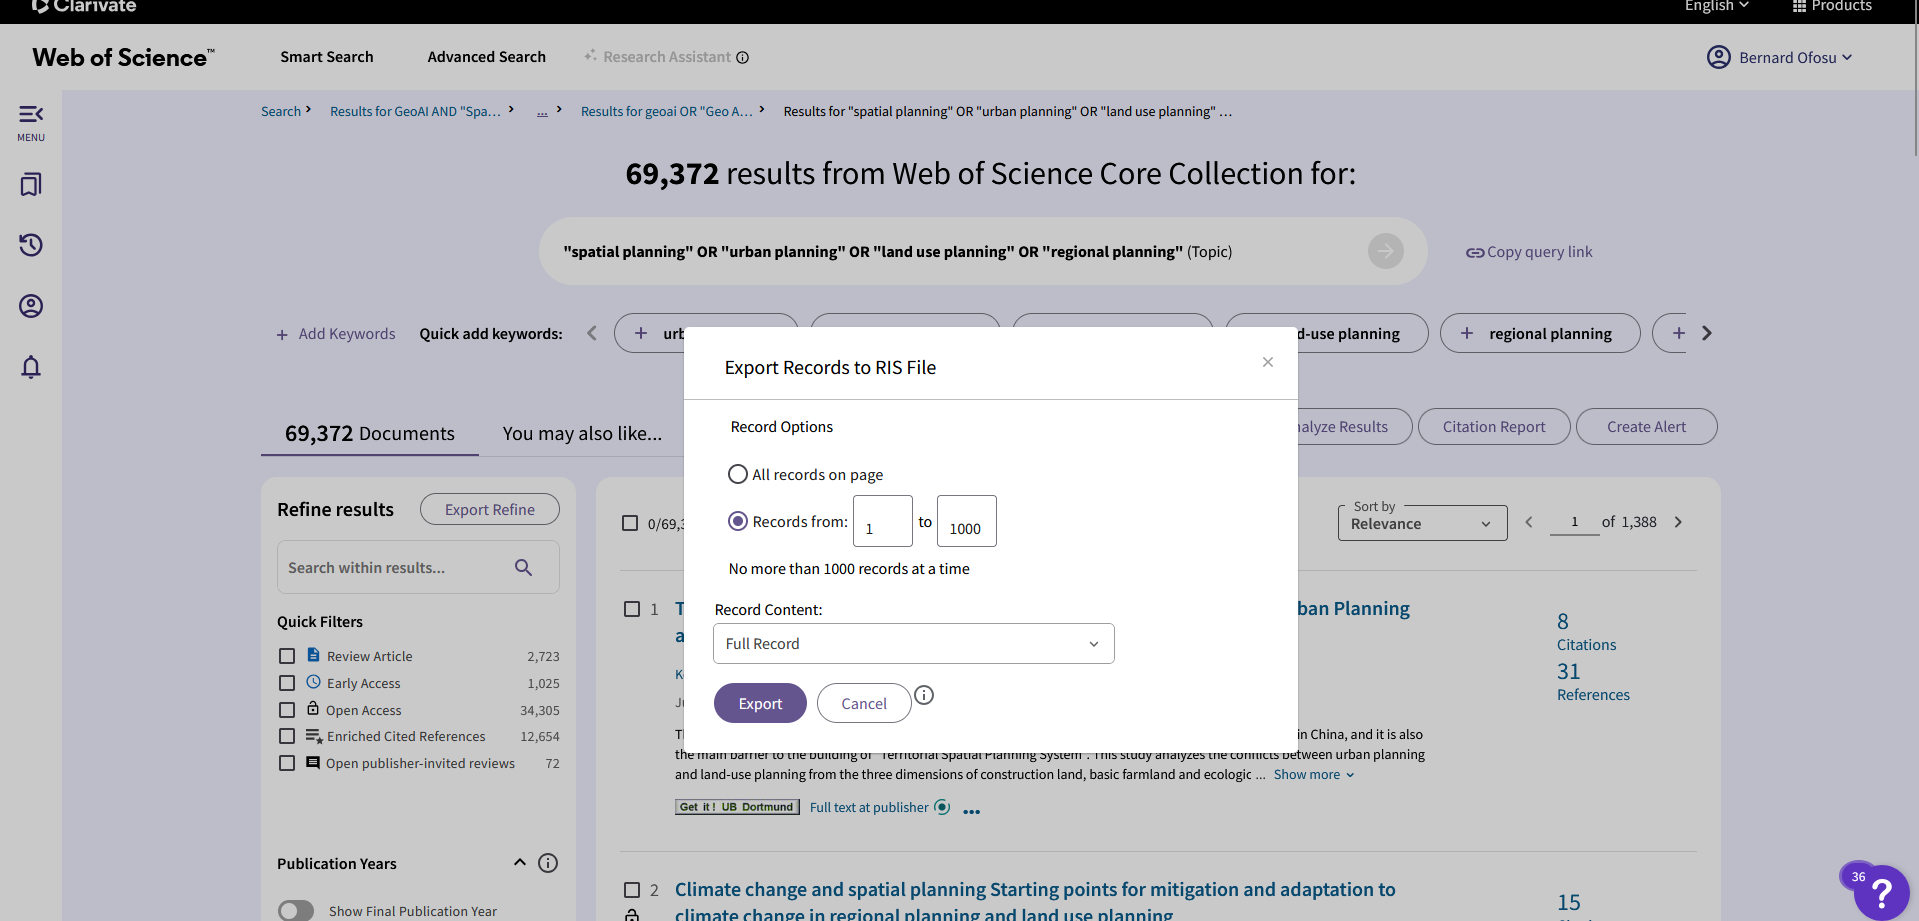 Clarivate
English
Products
Web of Science™
Smart Search
Advanced Search
Research Assistant
Bernard Ofosu
MENU
Search
Results for GeoAI AND "Spa...
...
Results for geoai OR "Geo A...
Results for "spatial planning" OR "urban planning" OR "land use planning" ...
69,372 results from Web of Science Core Collection for:
"spatial planning" OR "urban planning" OR "land use planning" OR "regional planning" (Topic)
Copy query link
+ Add Keywords
Quick add keywords:
+
+ regional planning
+
Export Records to RIS File
69,372 Documents
You may also like...
Citation Report
Create Alert
Record Options
All records on page
Records from: 1 to 1000
No more than 1000 records at a time
Record Content:
Full Record
Export
Cancel
Refine results
Export Refine
Search within results...
Quick Filters
Review Article 2,723
Early Access 1,025
Open Access 34,305
Enriched Cited References 12,654
Open publisher-invited reviews 72
Publication Years
Show Final Publication Year
Sort by
Relevance
1 of 1,388
1
Planning
8
Citations
31
References
in China, and it is also
the main barrier to the building of "Territorial Spatial Planning System". This study analyzes the conflicts between urban planning
and land-use planning from the three dimensions of construction land, basic farmland and ecologic ... Show more
Get it! UB Dortmund
Full text at publisher
2
Climate change and spatial planning Starting points for mitigation and adaptation to
climate change in regional planning and land use planning
15
36
?